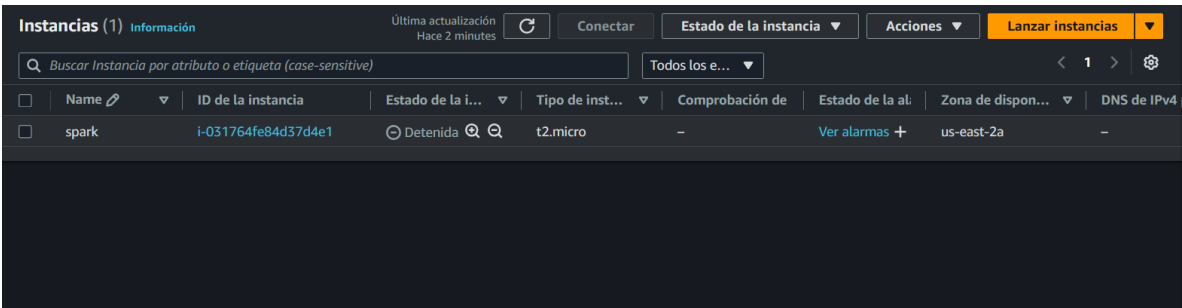 Instancias (1) Información
Última actualización
Hace 2 minutes
Conectar
Estado de la instancia
Acciones
Lanzar instancias
Buscar Instancia por atributo o etiqueta (case-sensitive)
Todos los e...
1
Name ID de la instancia Estado de la i... Tipo de inst... Comprobación de Estado de la al Zona de dispon... DNS de IPv4
spark i-031764fe84d37d4e1 Detenida t2.micro – Ver alarmas + us-east-2a –